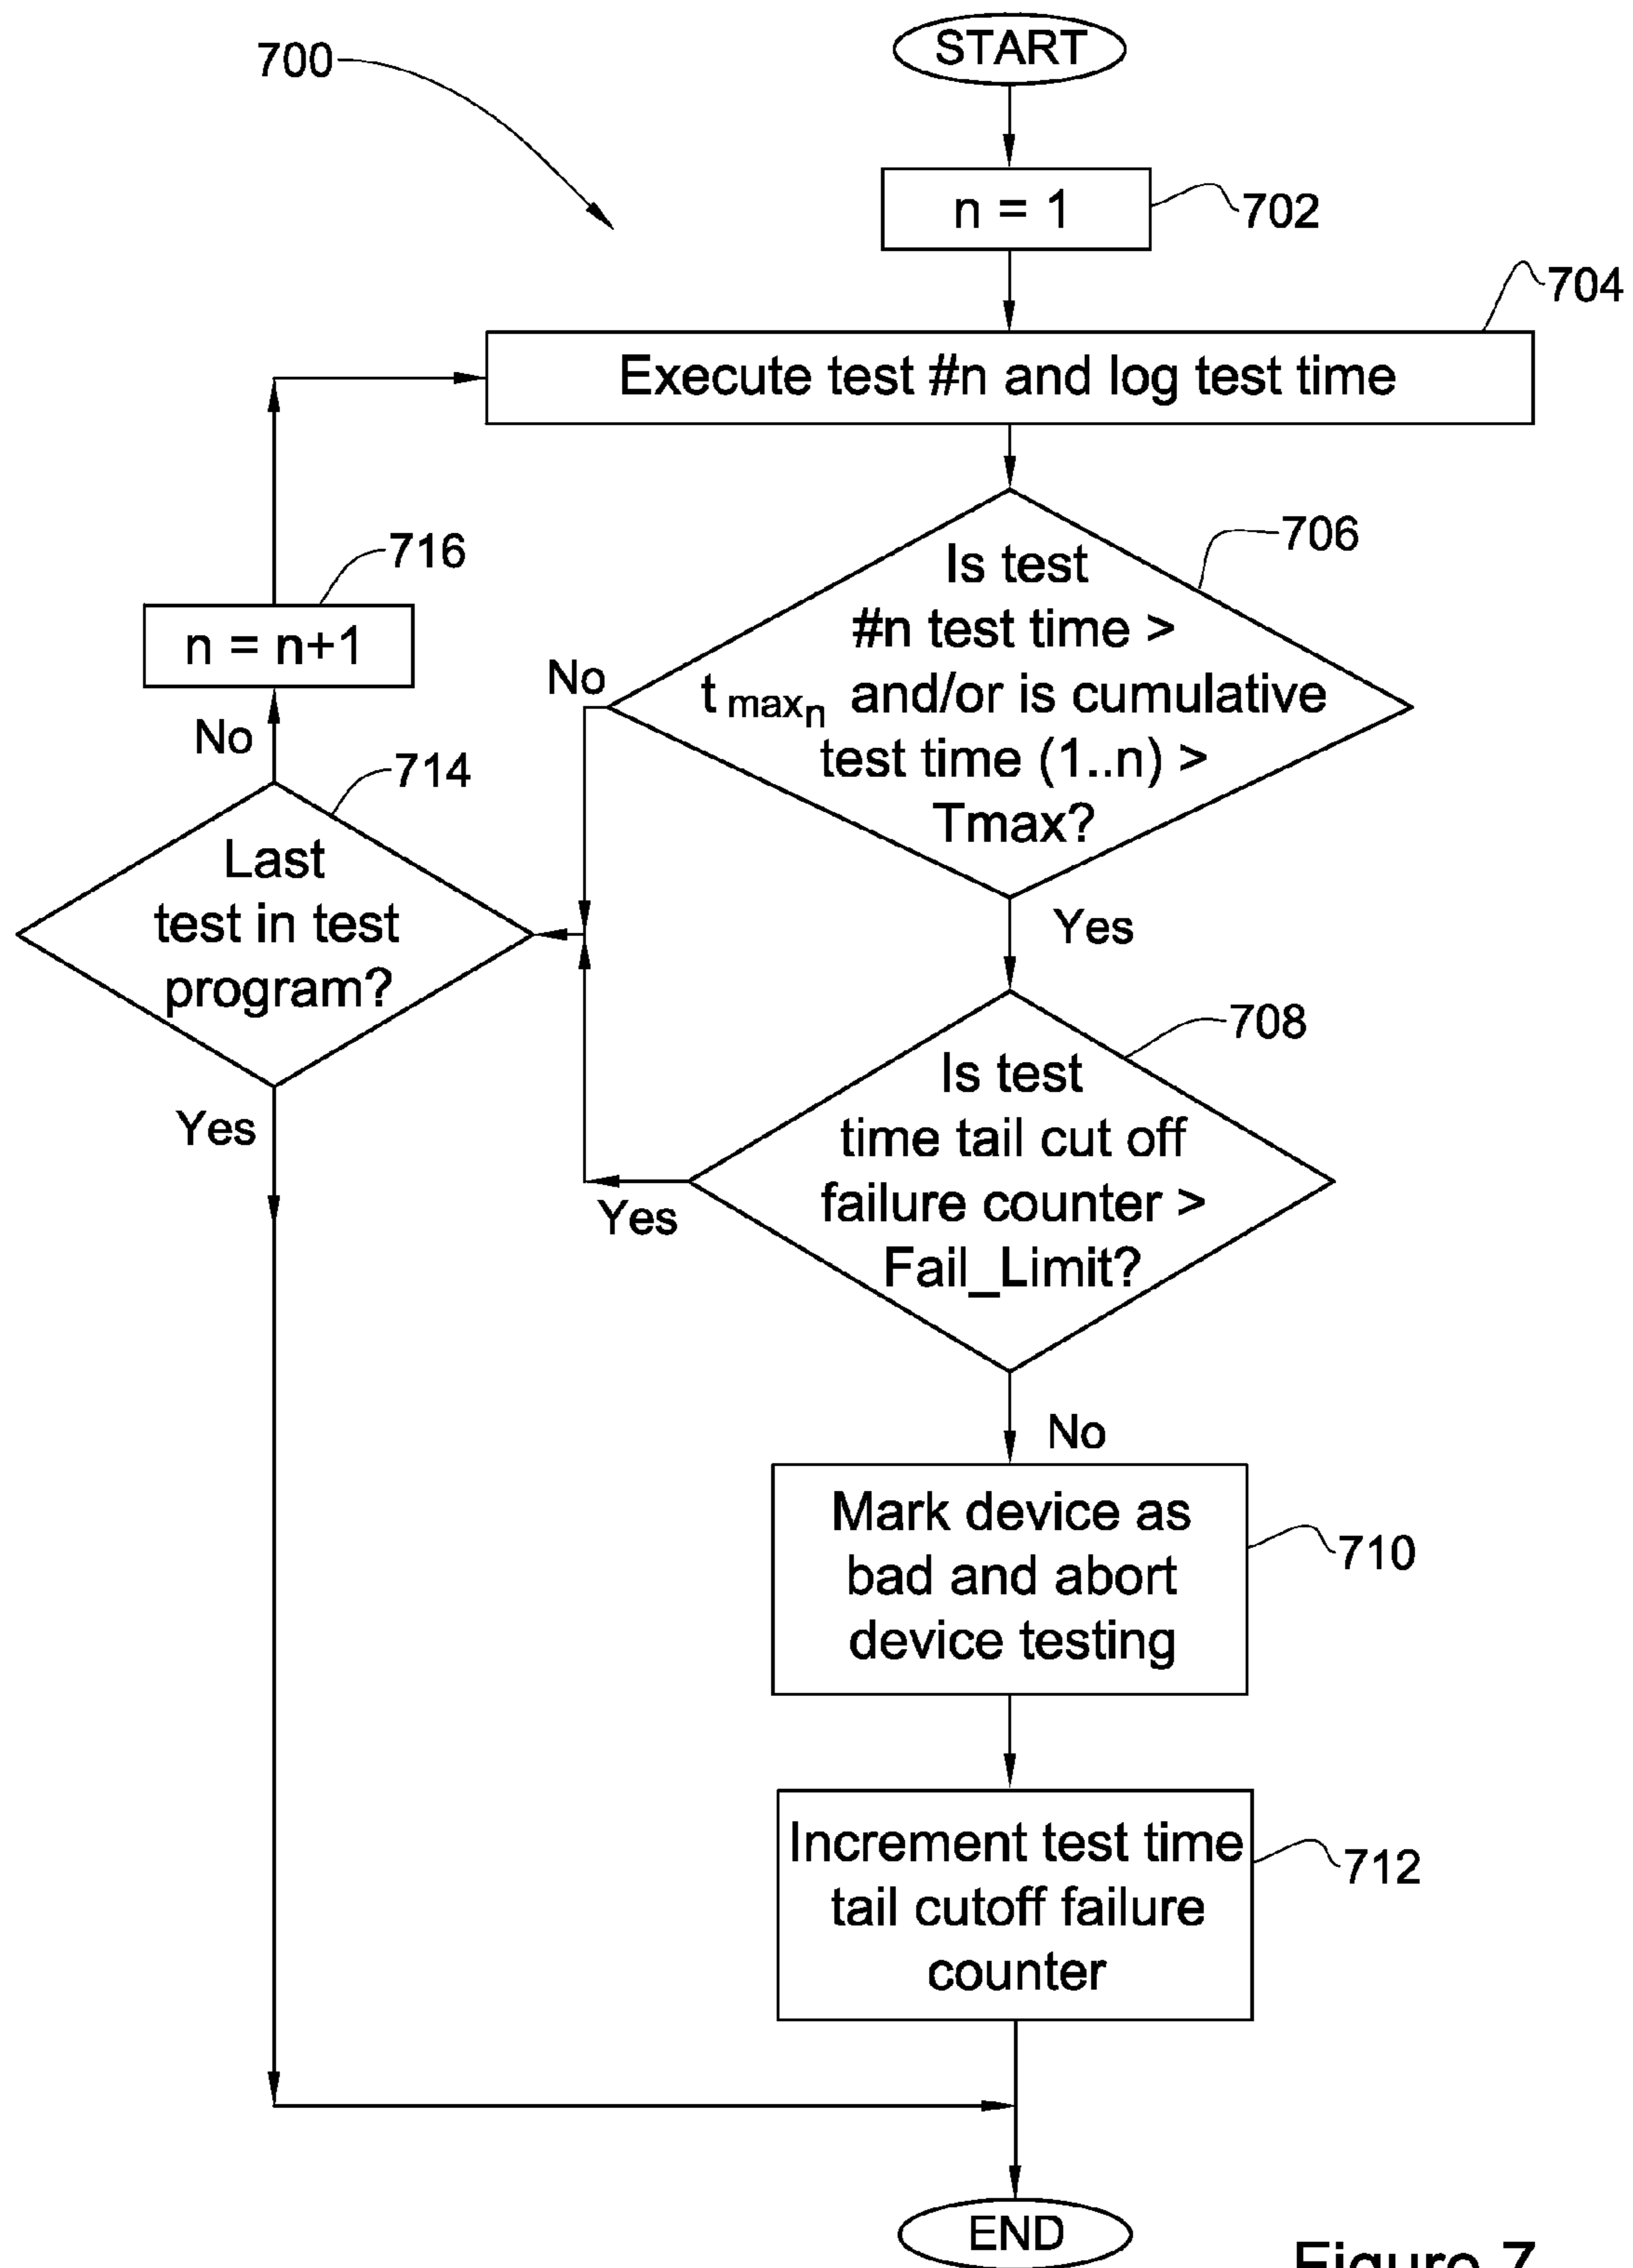 START
700
n = 1
702
704
Execute test #n and log test time
706
Is test
#n test time >
t maxn and/or is cumulative
test time (1..n) >
Tmax?
No
Yes
716
n = n+1
No
714
Last
test in test
program?
Yes
708
Is test
time tail cut off
failure counter >
Fail_Limit?
Yes
No
Mark device as
bad and abort
device testing
710
Increment test time
tail cutoff failure
counter
712
END
Figure 7